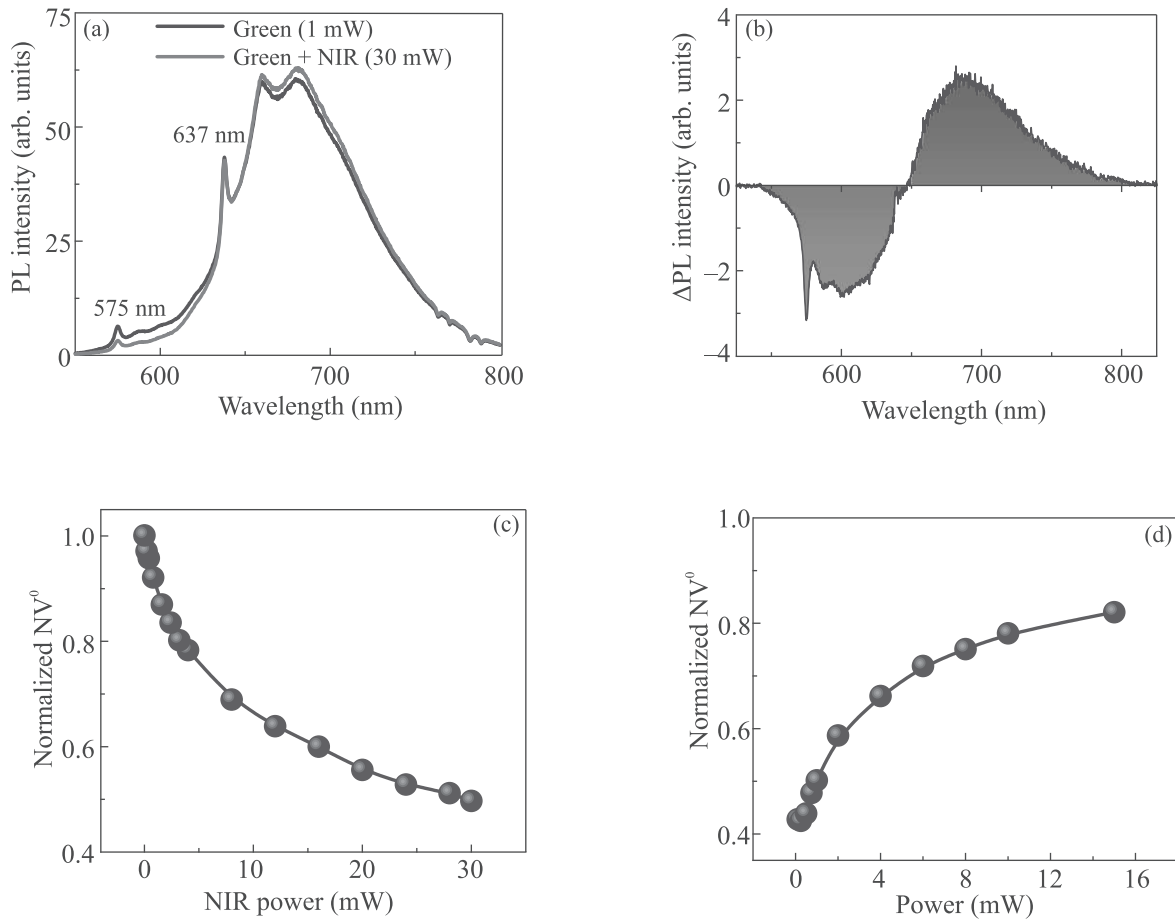 (a)
Green (1 mW)
Green + NIR (30 mW)
637 nm
575 nm
75
50
25
0
600
700
800
PL intensity (arb. units)
Wavelength (nm)
(b)
4
2
0
−2
−4
600
700
800
ΔPL intensity (arb. units)
Wavelength (nm)
(c)
1.0
0.8
0.6
0.4
0
10
20
30
Normalized NV⁰
NIR power (mW)
(d)
1.0
0.8
0.6
0.4
0
4
8
12
16
Normalized NV⁰
Power (mW)